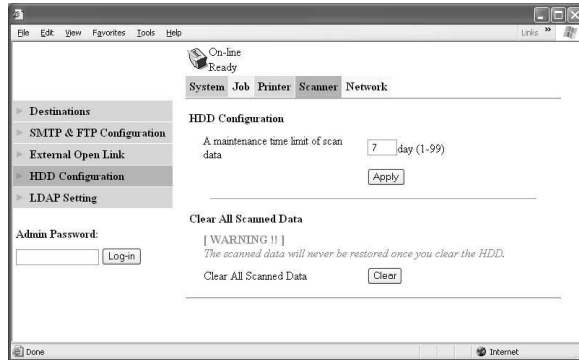 File Edit View Favorites Tools Help
Links »
On-line
Ready
System Job Printer Scanner Network
Destinations
SMTP & FTP Configuration
External Open Link
HDD Configuration
LDAP Setting
Admin Password:
Log-in
HDD Configuration
A maintenance time limit of scan
data
7 day (1-99)
Apply
Clear All Scanned Data
[ WARNING !! ]
The scanned data will never be restored once you clear the HDD.
Clear All Scanned Data Clear
Done
Internet